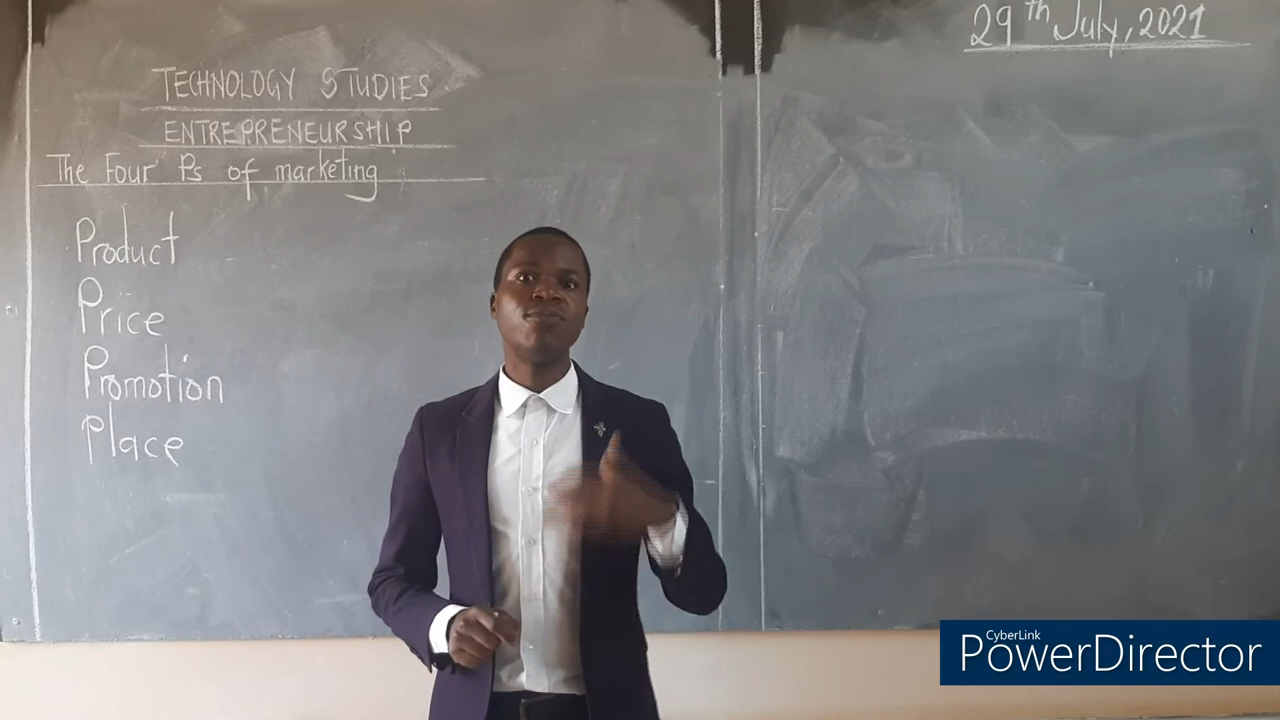 29th July, 2021
TECHNOLOGY STUDIES
ENTREPRENEURSHIP
The Four Ps of marketing
Product
Price
Promotion
Place
CyberLink
PowerDirector